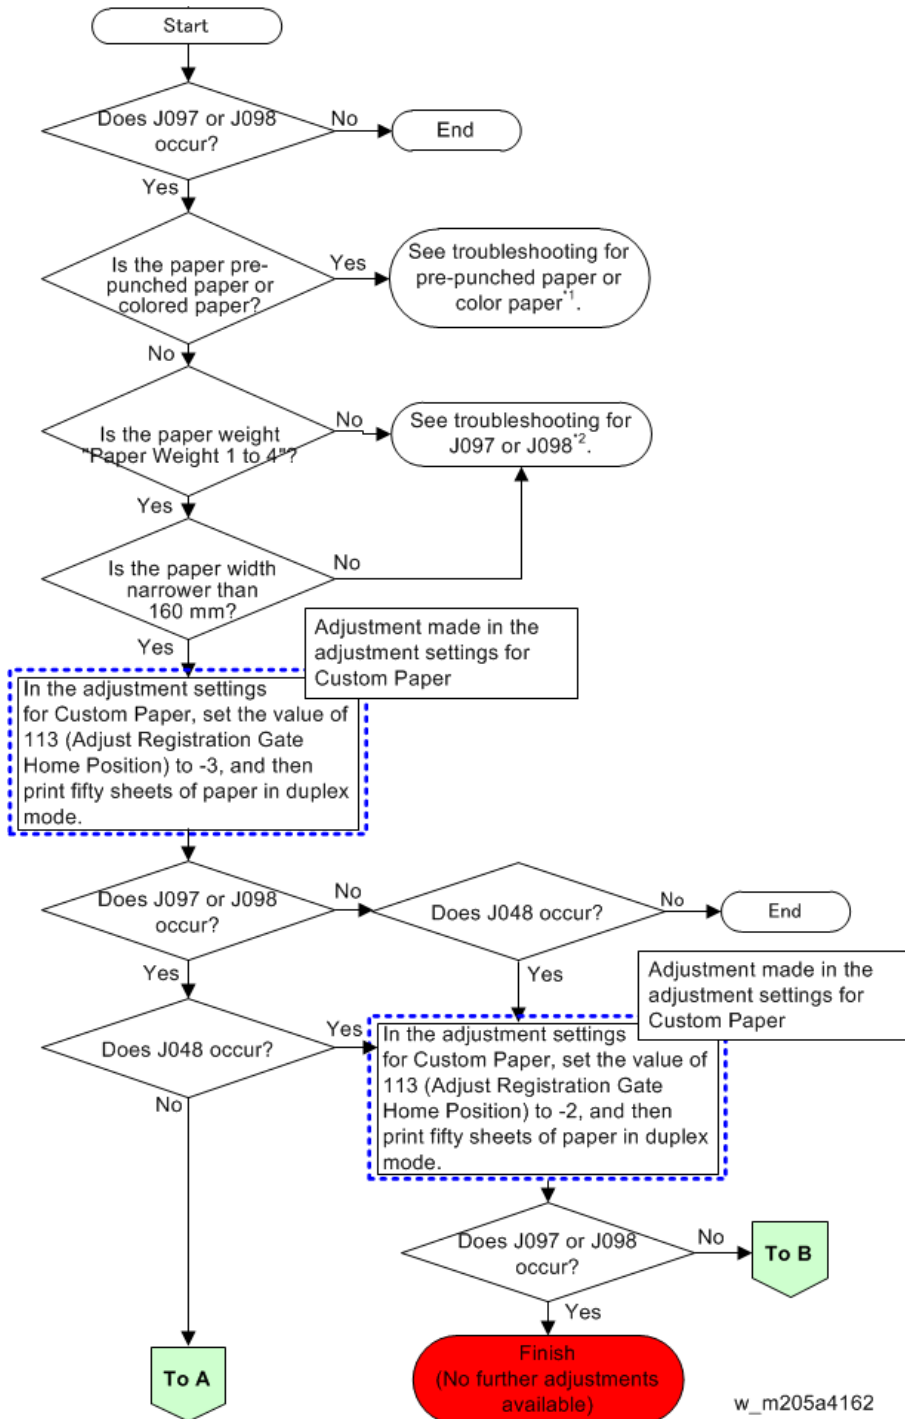 Start
Does J097 or J098
occur?
No
End
Yes
Is the paper pre-
punched paper or
colored paper?
Yes
See troubleshooting for
pre-punched paper or
color paper*1.
No
Is the paper weight
"Paper Weight 1 to 4"?
No
See troubleshooting for
J097 or J098*2.
Yes
Is the paper width
narrower than
160 mm?
No
Yes
Adjustment made in the
adjustment settings for
Custom Paper
In the adjustment settings
for Custom Paper, set the value of
113 (Adjust Registration Gate
Home Position) to -3, and then
print fifty sheets of paper in duplex
mode.
Does J097 or J098
occur?
No
Does J048 occur?
No
End
Yes
Yes
Adjustment made in the
adjustment settings for
Custom Paper
Does J048 occur?
Yes
In the adjustment settings
for Custom Paper, set the value of
113 (Adjust Registration Gate
Home Position) to -2, and then
print fifty sheets of paper in duplex
mode.
No
Does J097 or J098
occur?
No
To B
Yes
To A
Finish
(No further adjustments
available)
w_m205a4162